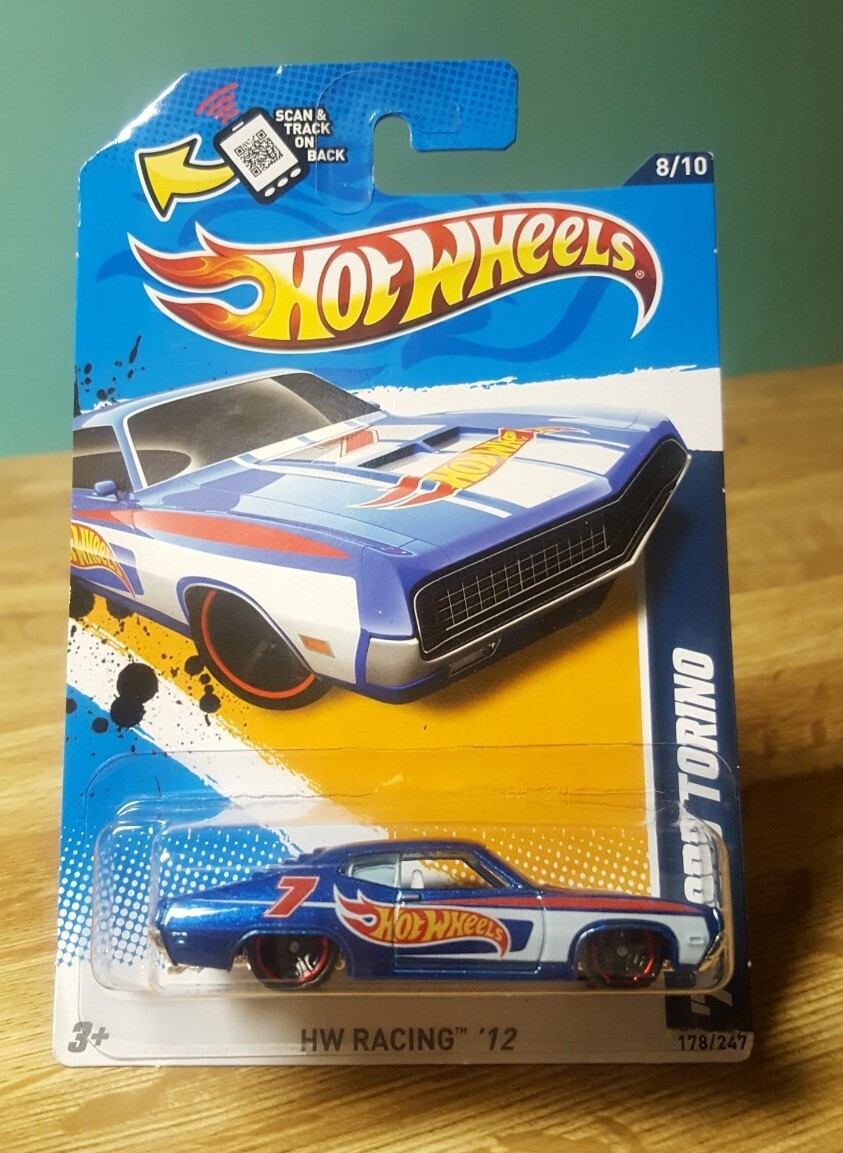 SCAN &
TRACK
ON
BACK
8/10
HOT WHEELS®
HOT WHEELS
TORINO
7
HOT WHEELS
3+
HW RACING™ '12
178/247